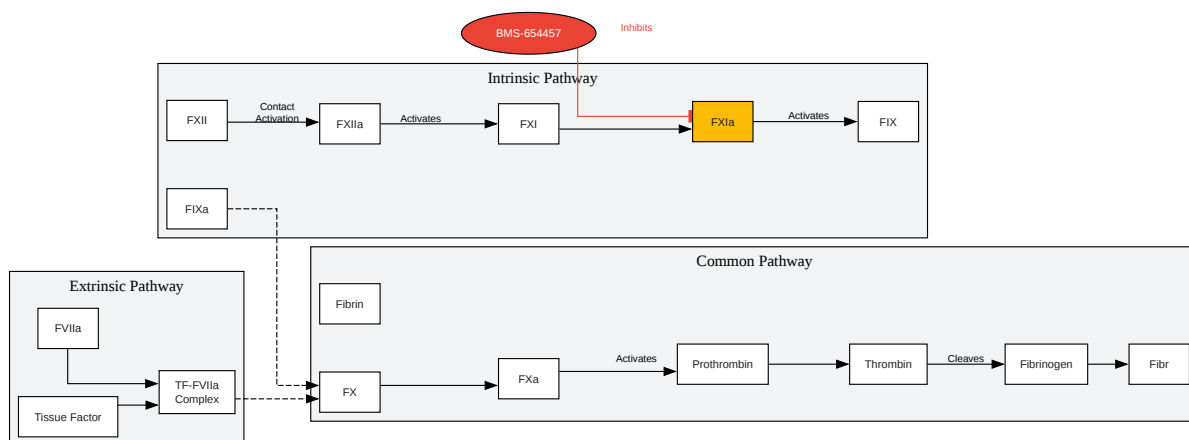 BMS-654457
Inhibits
Intrinsic Pathway
FXII
Contact
Activation
FXIIa
Activates
FXI
FXIa
Activates
FIX
FIXa
Common Pathway
Extrinsic Pathway
Fibrin
FVIIa
TF-FVIIa
Complex
Tissue Factor
FX
FXa
Activates
Prothrombin
Thrombin
Cleaves
Fibrinogen
Fibr